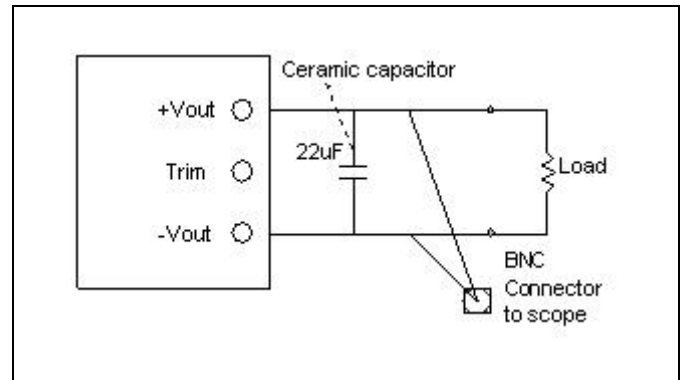 Ceramic capacitor
+Vout
22uF
Trim
Load
-Vout
BNC
Connector
to scope